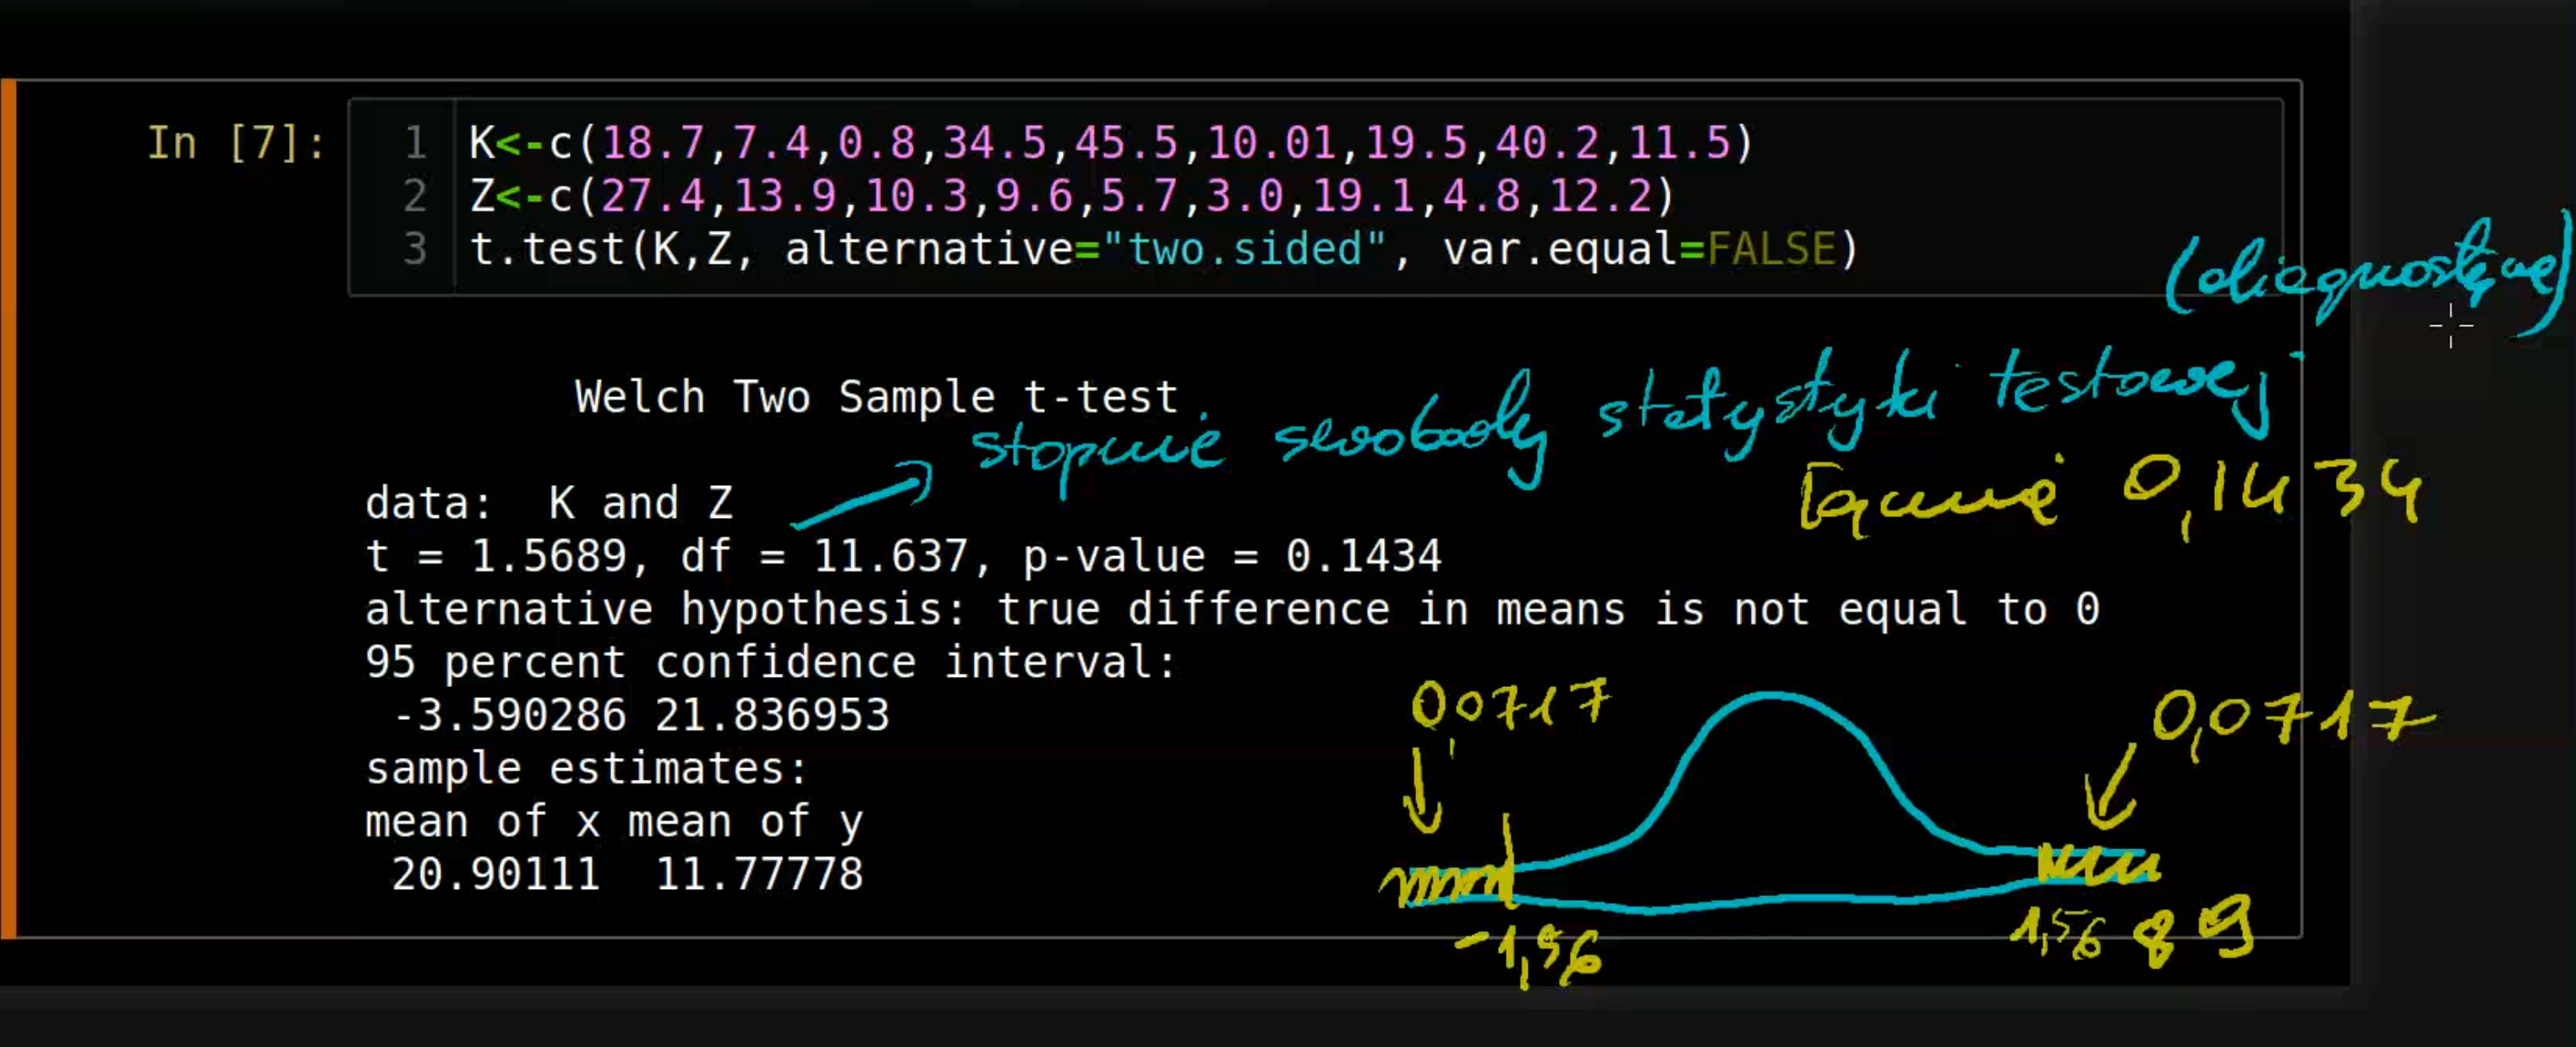 In [7]:
1 K<-c(18.7,7.4,0.8,34.5,45.5,10.01,19.5,40.2,11.5)
2 Z<-c(27.4,13.9,10.3,9.6,5.7,3.0,19.1,4.8,12.2)
3 t.test(K,Z, alternative="two.sided", var.equal=FALSE)
Welch Two Sample t-test
stopnie swobody statystyki testowej
łącznie 0,1434
data: K and Z
t = 1.5689, df = 11.637, p-value = 0.1434
alternative hypothesis: true difference in means is not equal to 0
95 percent confidence interval:
-3.590286 21.836953
sample estimates:
mean of x mean of y
20.90111 11.77778
0,0717
0,0717
-1,56
1,5689